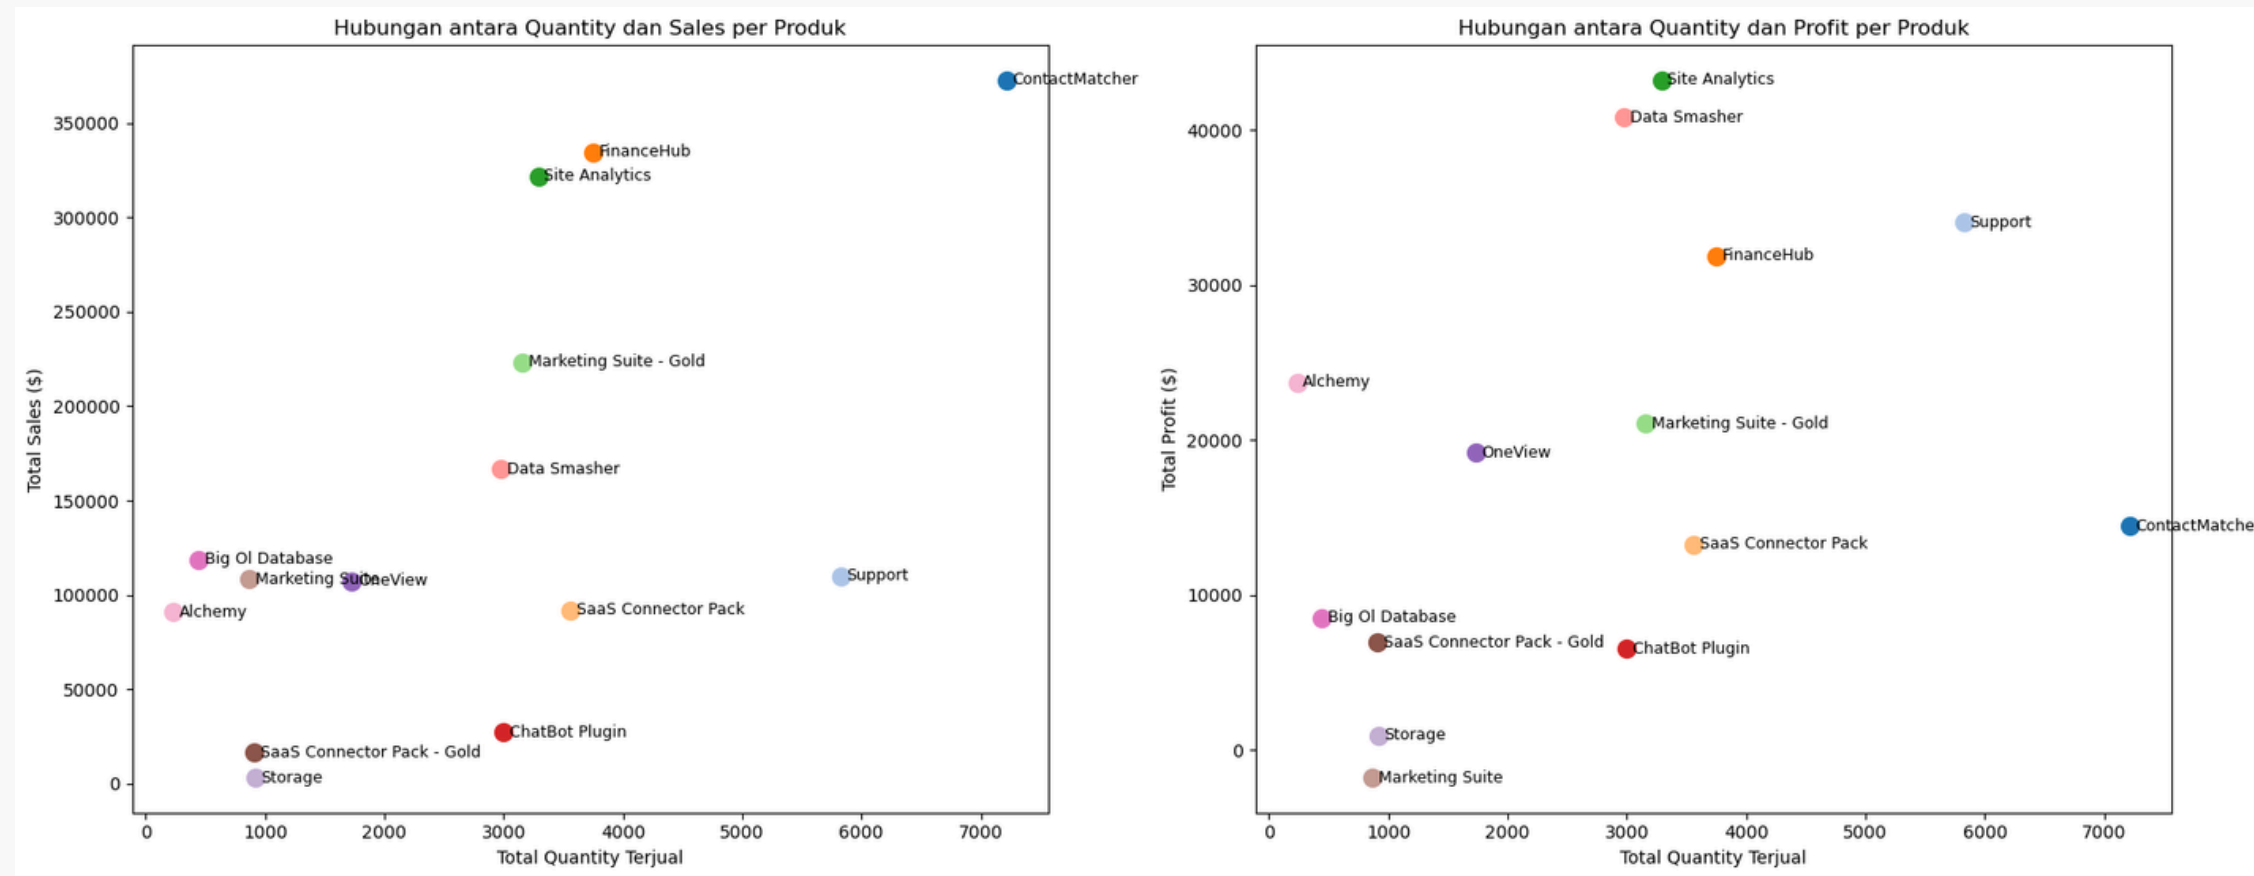 Hubungan antara Quantity dan Sales per Produk
Total Sales ($)
350000
300000
250000
200000
150000
100000
50000
0
ContactMatcher
FinanceHub
Site Analytics
Marketing Suite - Gold
Data Smasher
Big Ol Database
Marketing Suite
OneView
Support
Alchemy
SaaS Connector Pack
ChatBot Plugin
SaaS Connector Pack - Gold
Storage
0 1000 2000 3000 4000 5000 6000 7000
Total Quantity Terjual
Hubungan antara Quantity dan Profit per Produk
Total Profit ($)
40000
30000
20000
10000
0
Site Analytics
Data Smasher
Support
FinanceHub
Alchemy
Marketing Suite - Gold
OneView
ContactMatche
SaaS Connector Pack
Big Ol Database
SaaS Connector Pack - Gold
ChatBot Plugin
Storage
Marketing Suite
0 1000 2000 3000 4000 5000 6000 7000
Total Quantity Terjual